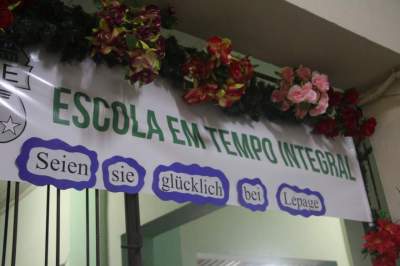 ESCOLA EM TEMPO INTEGRAL
Seien sie glücklich bei Lepage